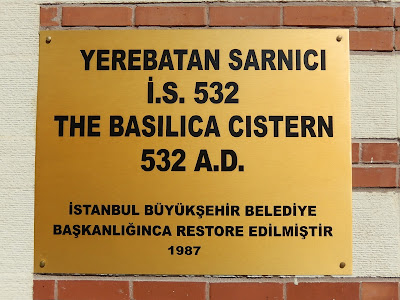 YEREBATAN SARNICI
İ.S. 532
THE BASILICA CISTERN
532 A.D.
İSTANBUL BÜYÜKŞEHİR BELEDİYE
BAŞKANLIĞINCA RESTORE EDİLMİŞTİR
1987